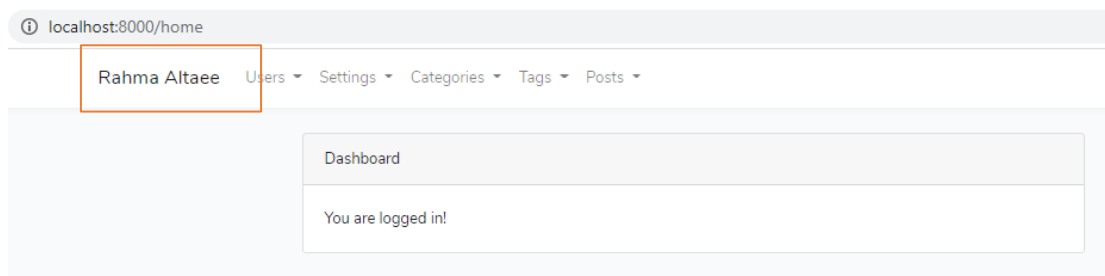 localhost:8000/home
Rahma Altaee Users Settings Categories Tags Posts
Dashboard
You are logged in!